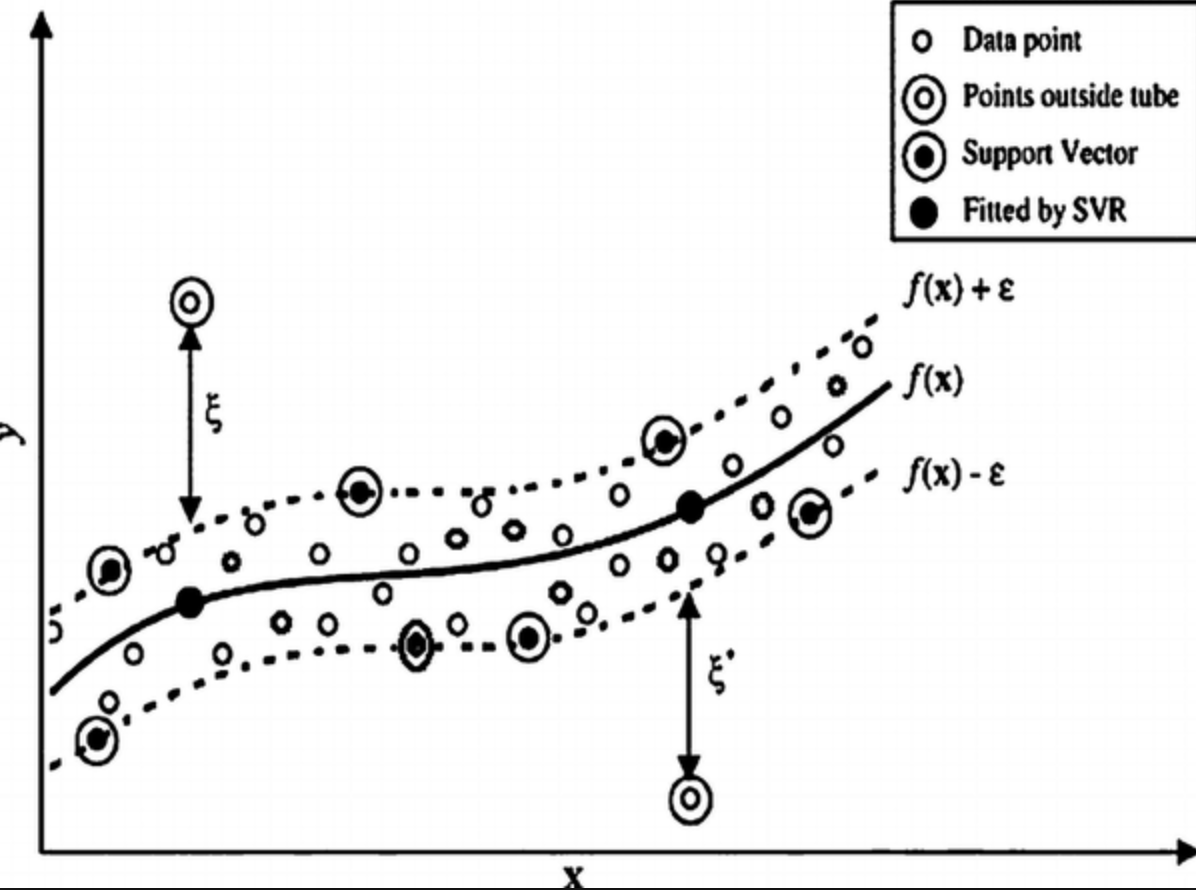 Data point
Points outside tube
Support Vector
Fitted by SVR
f(x) + ε
ξ
f(x)
y
f(x) - ε
ξ*
x